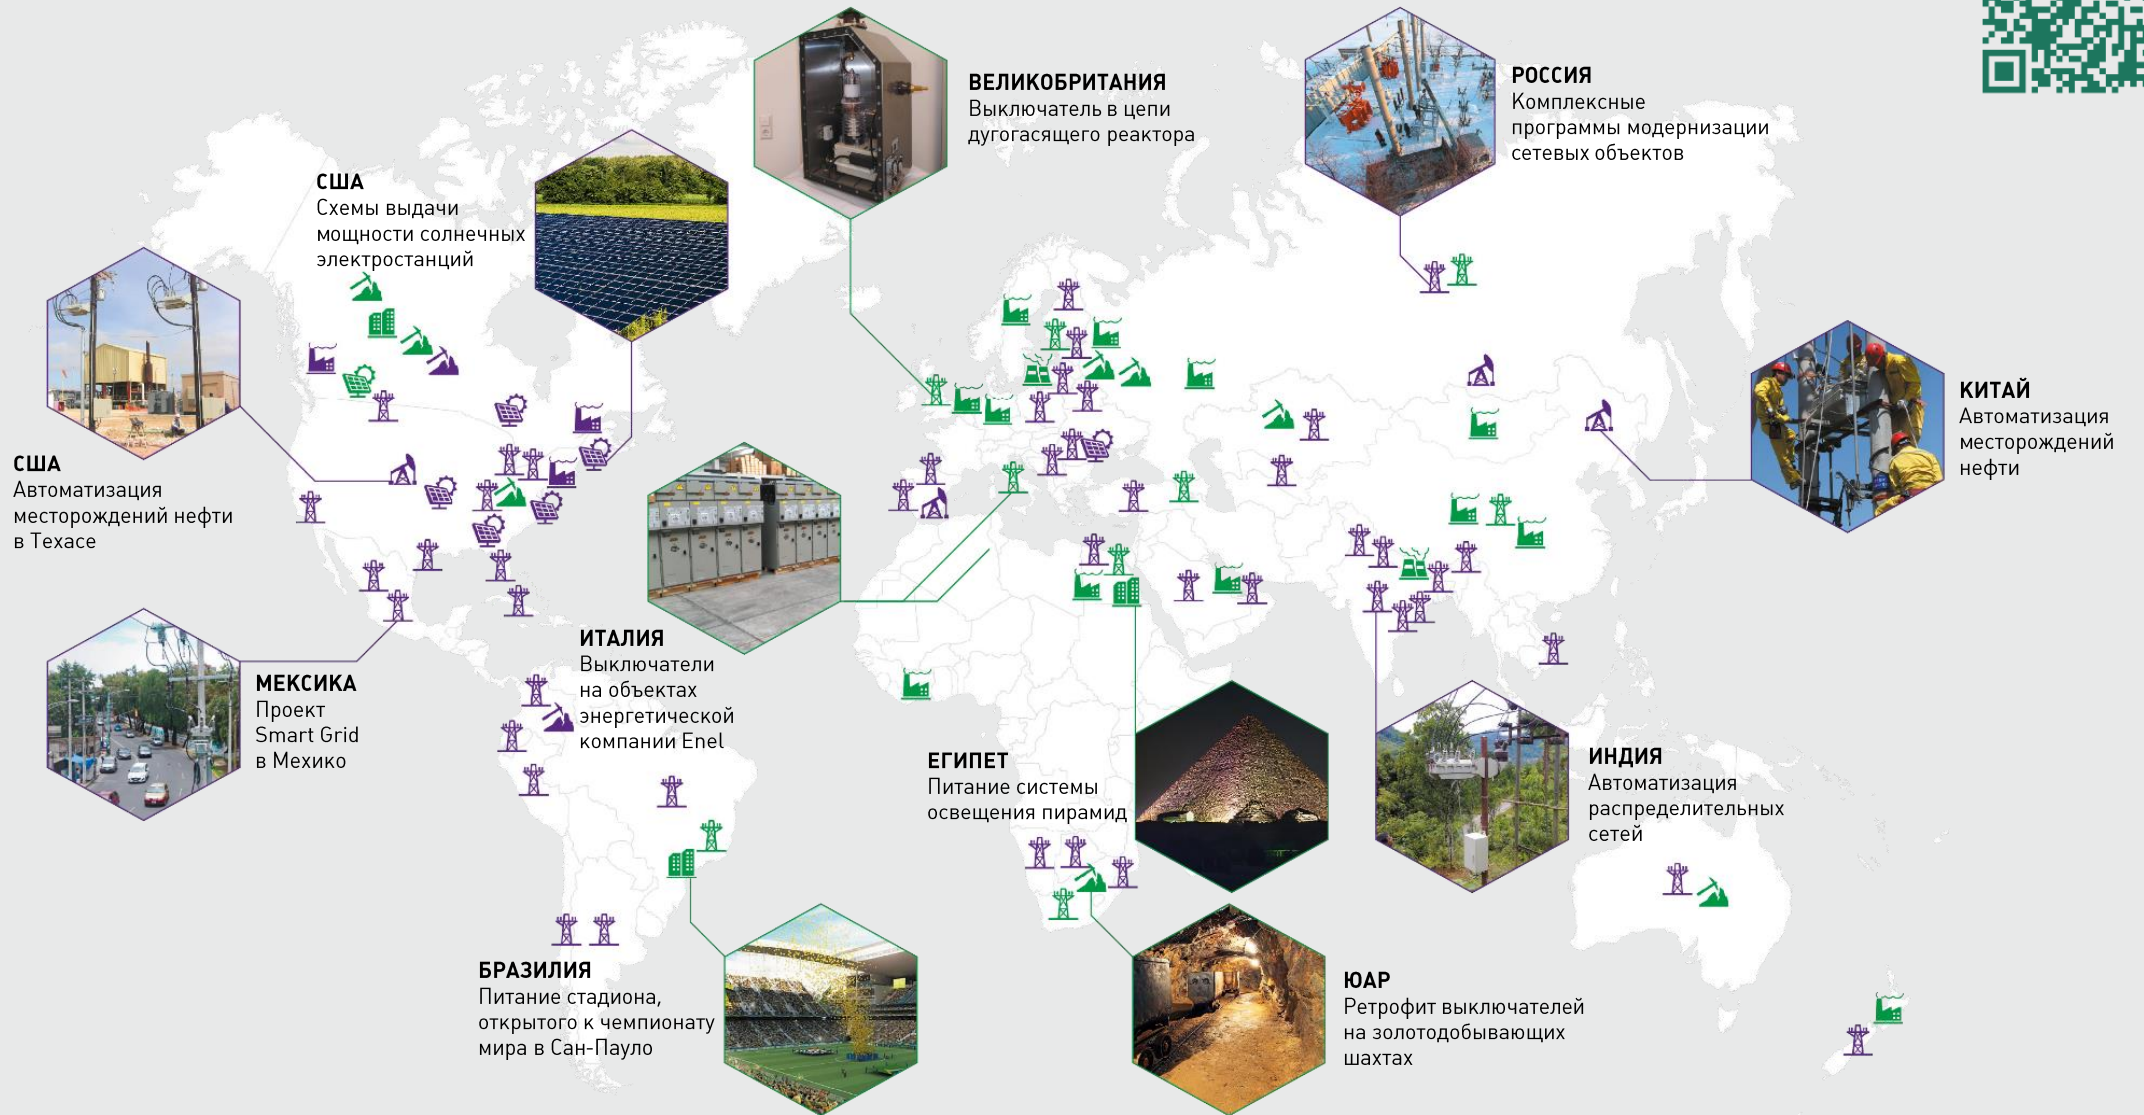 ВЕЛИКОБРИТАНИЯ
Выключатель в цепи
дугогасящего реактора
РОССИЯ
Комплексные
программы модернизации
сетевых объектов
США
Схемы выдачи
мощности солнечных
электростанций
КИТАЙ
Автоматизация
месторождений
нефти
США
Автоматизация
месторождений нефти
в Техасе
ИТАЛИЯ
Выключатели
на объектах
энергетической
компании Enel
МЕКСИКА
Проект
Smart Grid
в Мехико
ЕГИПЕТ
Питание системы
освещения пирамид
ИНДИЯ
Автоматизация
распределительных
сетей
БРАЗИЛИЯ
Питание стадиона,
открытого к чемпионату
мира в Сан-Пауло
ЮАР
Ретрофит выключателей
на золотодобывающих
шахтах